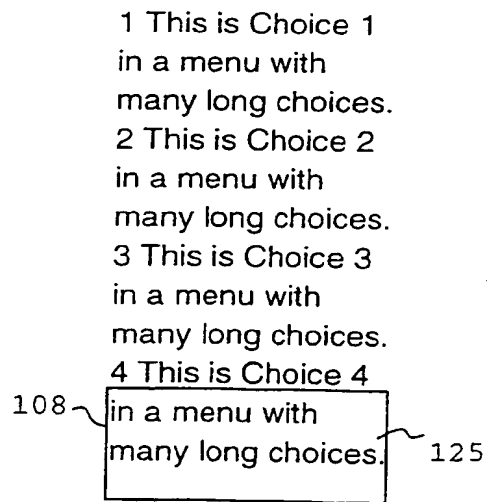 1 This is Choice 1
in a menu with
many long choices.
2 This is Choice 2
in a menu with
many long choices.
3 This is Choice 3
in a menu with
many long choices.
4 This is Choice 4
108 in a menu with
many long choices. 125